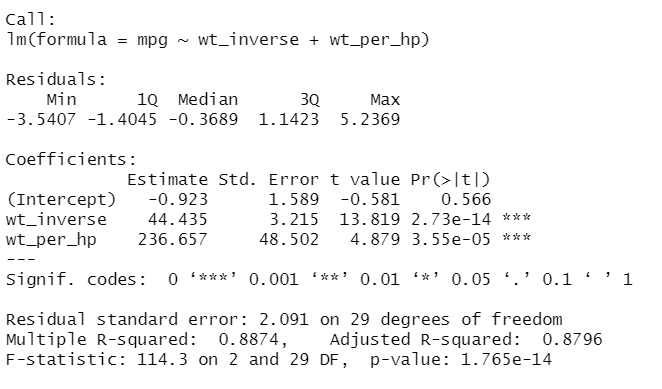 Call:
lm(formula = mpg ~ wt_inverse + wt_per_hp)
Residuals:
Min 1Q Median 3Q Max
-3.5407 -1.4045 -0.3689 1.1423 5.2369
Coefficients:
Estimate Std. Error t value Pr(>|t|)
(Intercept) -0.923 1.589 -0.581 0.566
wt_inverse 44.435 3.215 13.819 2.73e-14 ***
wt_per_hp 236.657 48.502 4.879 3.55e-05 ***
---
Signif. codes: 0 ‘***’ 0.001 ‘**’ 0.01 ‘*’ 0.05 ‘.’ 0.1 ‘ ’ 1
Residual standard error: 2.091 on 29 degrees of freedom
Multiple R-squared: 0.8874, Adjusted R-squared: 0.8796
F-statistic: 114.3 on 2 and 29 DF, p-value: 1.765e-14